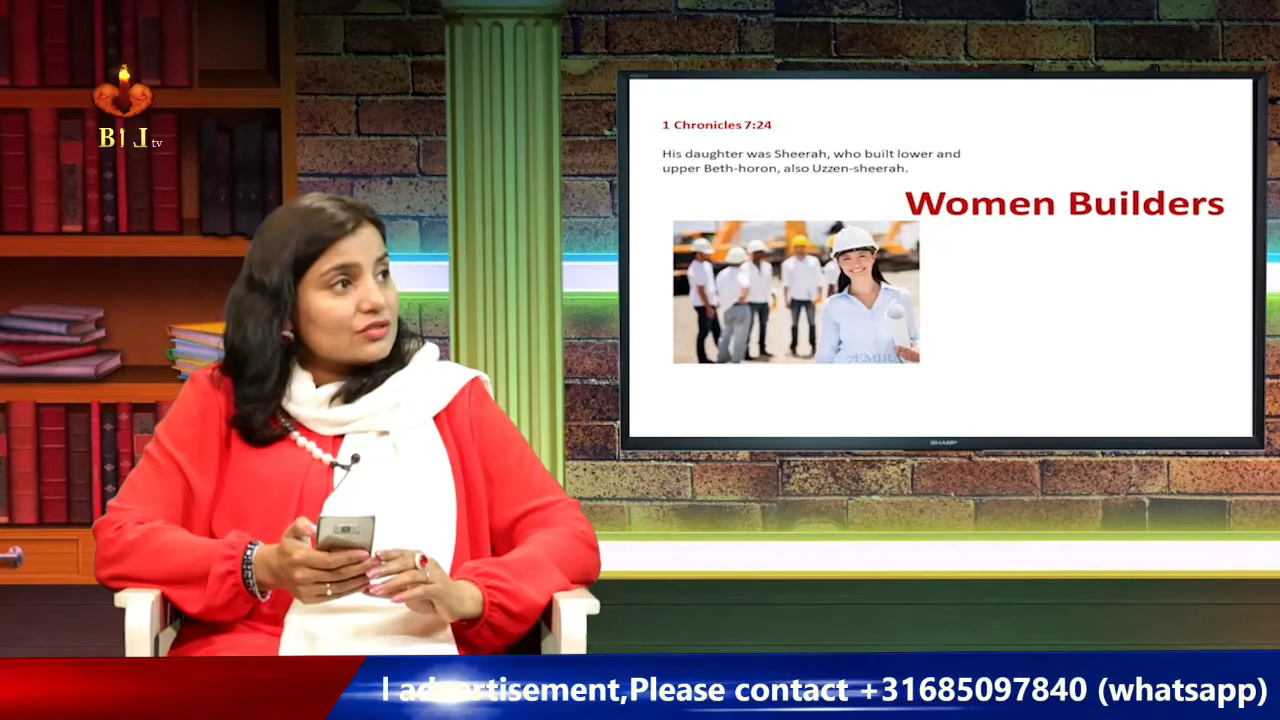 BIJ tv
1 Chronicles 7:24
His daughter was Sheerah, who built lower and
upper Beth-horon, also Uzzen-sheerah.
Women Builders
SHARP
l advertisement,Please contact +31685097840 (whatsapp)